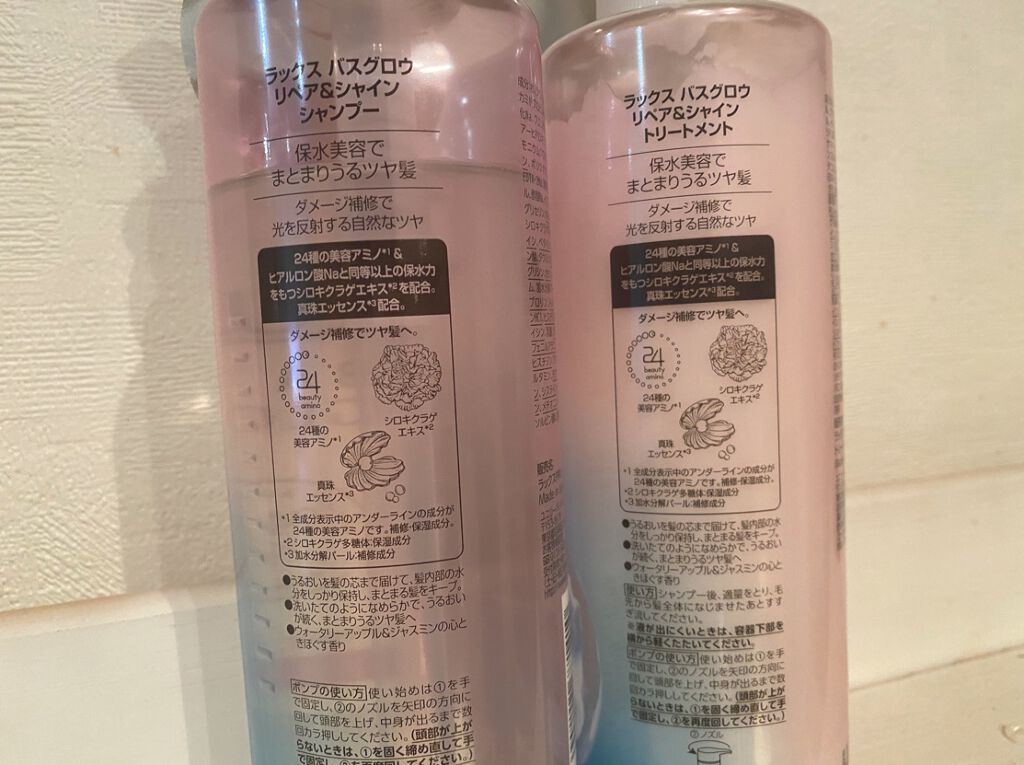 ラックス バスグロウ
リペア&シャイン
シャンプー
保水美容で
まとまりうるツヤ髪
ダメージ補修で
光を反射する自然なツヤ
24種の美容アミノ*1 &
ヒアルロン酸Naと同等以上の保水力
をもつシロキクラゲエキス*2 を配合。
真珠エッセンス*3 配合。
ダメージ補修でツヤ髪へ。
24
beauty
amino
24種の
美容アミノ*1
シロキクラゲ
エキス*2
真珠
エッセンス*3
*1 全成分表示中のアンダーラインの成分が
24種の美容アミノです。補修・保湿成分。
*2 シロキクラゲ多糖体:保湿成分
*3 加水分解パール:補修成分
●うるおいを髪の芯まで届けて、髪内部の水
分をしっかり保持し、まとまる髪をキープ。
●洗いたてのようになめらかで、うるおい
が続く、まとまりうるツヤ髪へ
●ウォータリーアップル&ジャスミンの心と
きほぐす香り
ポンプの使い方 使い始めは①を手
で固定し、②のノズルを矢印の方向に
回して頭部を上げ、中身が出るまで数
回カラ押ししてください。(頭部が上が
らないときは、①を固く締め直して手
で固定し、②を再度回してください。)
ラックス バスグロウ
リペア&シャイン
トリートメント
保水美容で
まとまりうるツヤ髪
ダメージ補修で
光を反射する自然なツヤ
24種の美容アミノ*1 &
ヒアルロン酸Naと同等以上の保水力
をもつシロキクラゲエキス*2 を配合。
真珠エッセンス*3 配合。
ダメージ補修でツヤ髪へ。
24
beauty
amino
24種の
美容アミノ*1
シロキクラゲ
エキス*2
真珠
エッセンス*3
*1 全成分表示中のアンダーラインの成分が
24種の美容アミノです。補修・保湿成分。
*2 シロキクラゲ多糖体:保湿成分
*3 加水分解パール:補修成分
●うるおいを髪の芯まで届けて、髪内部の水
分をしっかり保持し、まとまる髪をキープ。
●洗いたてのようになめらかで、うるおい
が続く、まとまりうるツヤ髪へ
●ウォータリーアップル&ジャスミンの心と
きほぐす香り
使い方 シャンプー後、適量をとり、毛
先から髪全体になじませたあとすす
ぎ流してください。
※液が出にくいときは、容器下部を
横から軽くたたいてください。
ポンプの使い方 使い始めは①を手
で固定し、②のノズルを矢印の方向に
回して頭部を上げ、中身が出るまで数
回カラ押ししてください。(頭部が上が
らないときは、①を固く締め直して手
で固定し、②を再度回してください。)
②ノズル